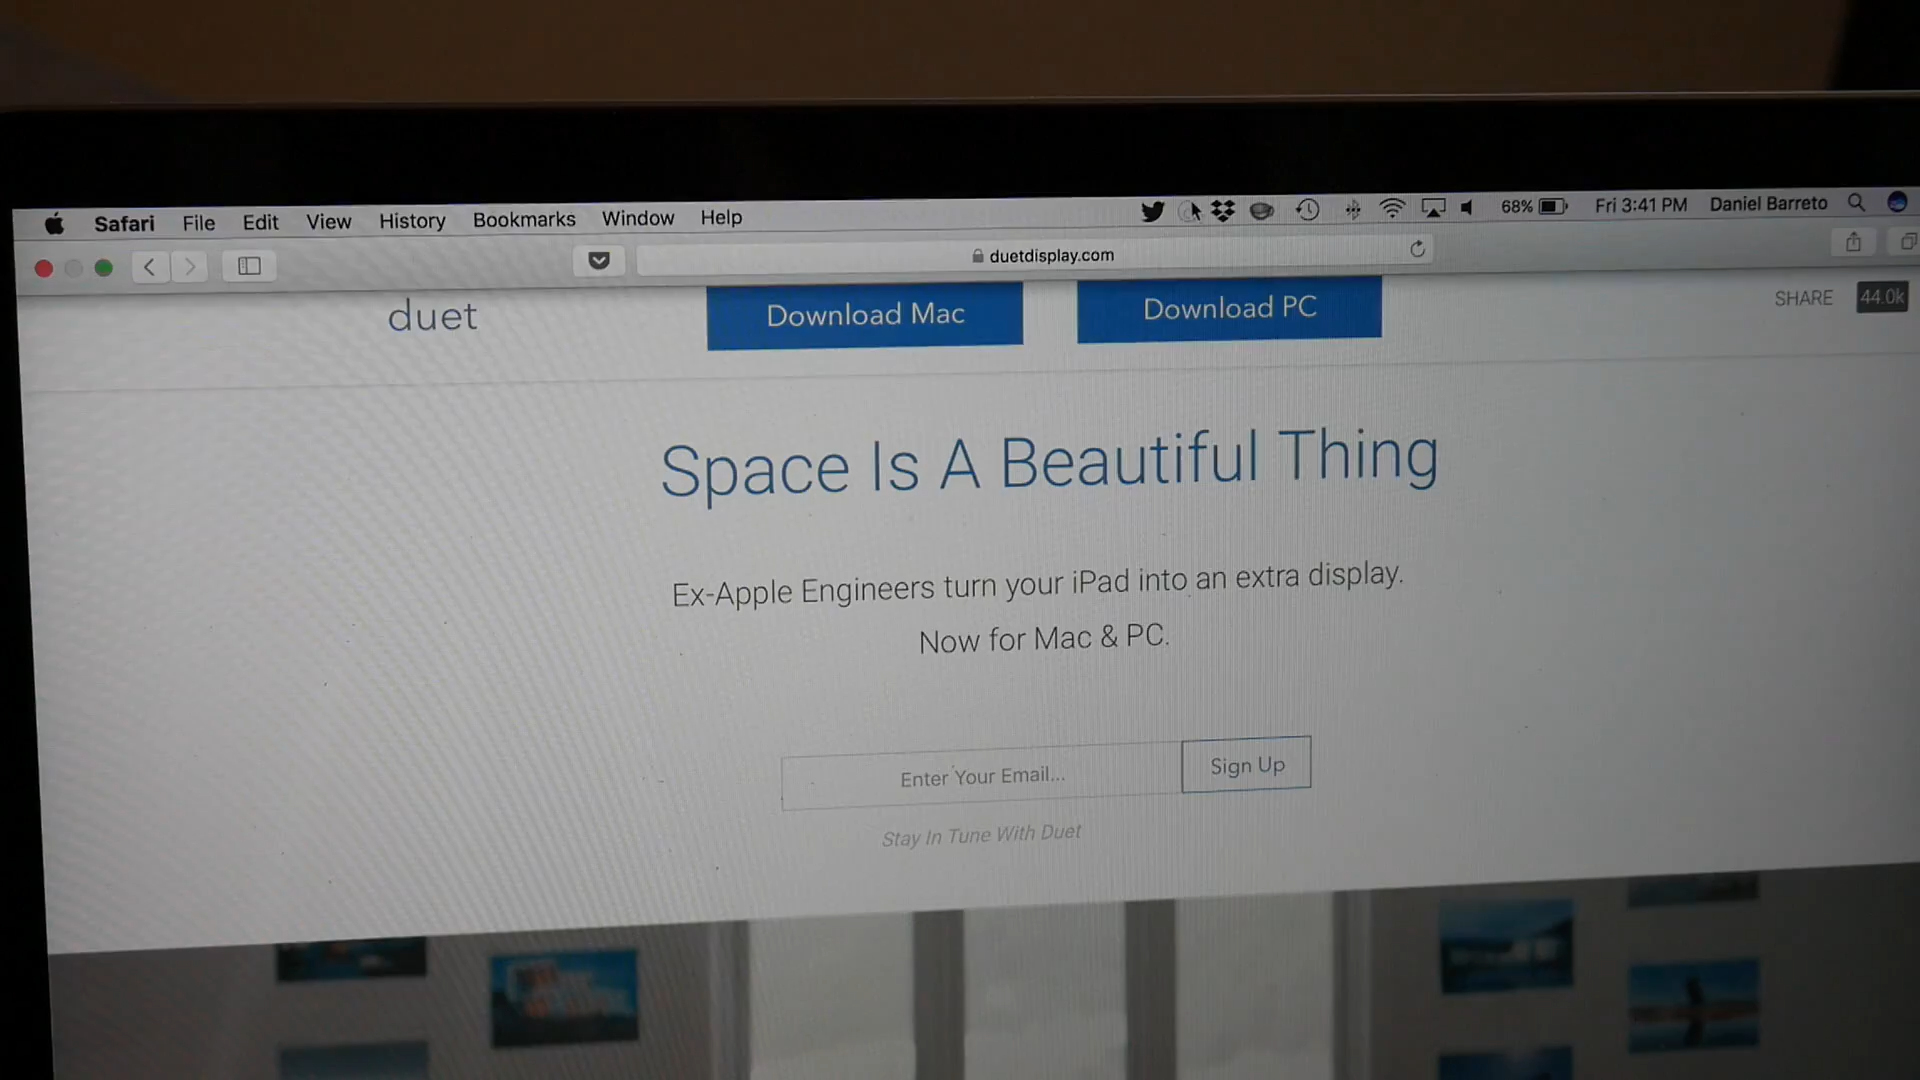 Safari File Edit View History Bookmarks Window Help 68% Fri 3:41 PM Daniel Barreto
duetdisplay.com
duet Download Mac Download PC SHARE 44.0k
Space Is A Beautiful Thing
Ex-Apple Engineers turn your iPad into an extra display.
Now for Mac & PC.
Enter Your Email... Sign Up
Stay In Tune With Duet